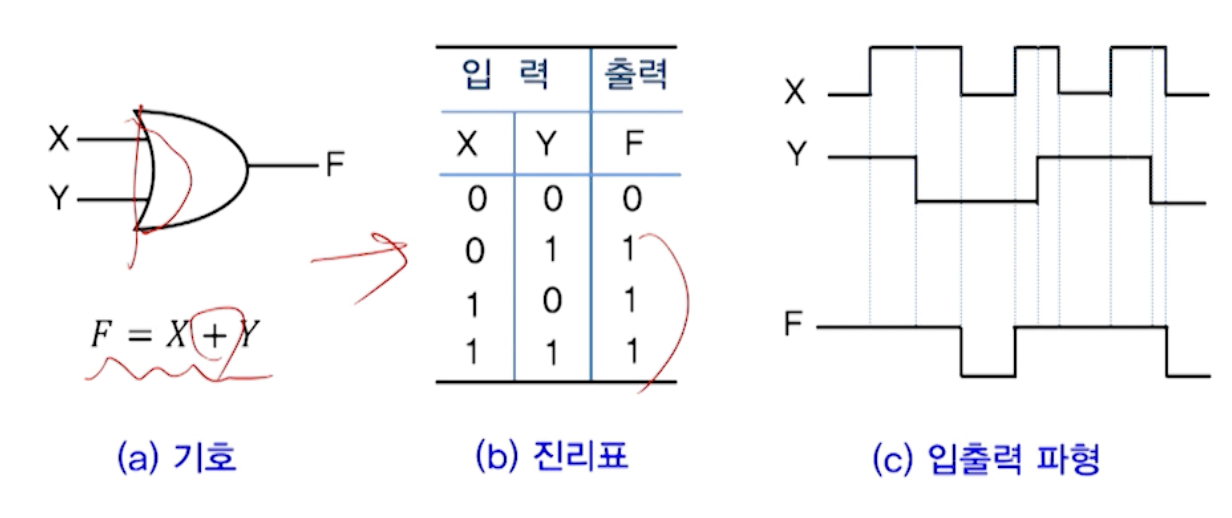 X
Y
F
F = X + Y
(a) 기호
입 력 출력
X Y F
0 0 0
0 1 1
1 0 1
1 1 1
(b) 진리표
X
Y
F
(c) 입출력 파형